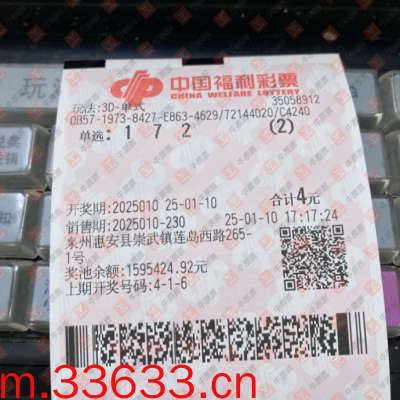 中国福利彩票
CHINA WELFARE LOTTERY
玩法:3D-单式
35058912
0B57-1973-8427-E863-4629/72144020/C4240
单选: 1 7 2 (2)
开奖期:2025010 25-01-10 合计4元
销售期:2025010-230 25-01-10 17:17:24
泉州惠安县崇武镇莲岛西路265-
1号
奖池余额:1595424.92元
上期开奖号码:4-1-6
m.33633.cn